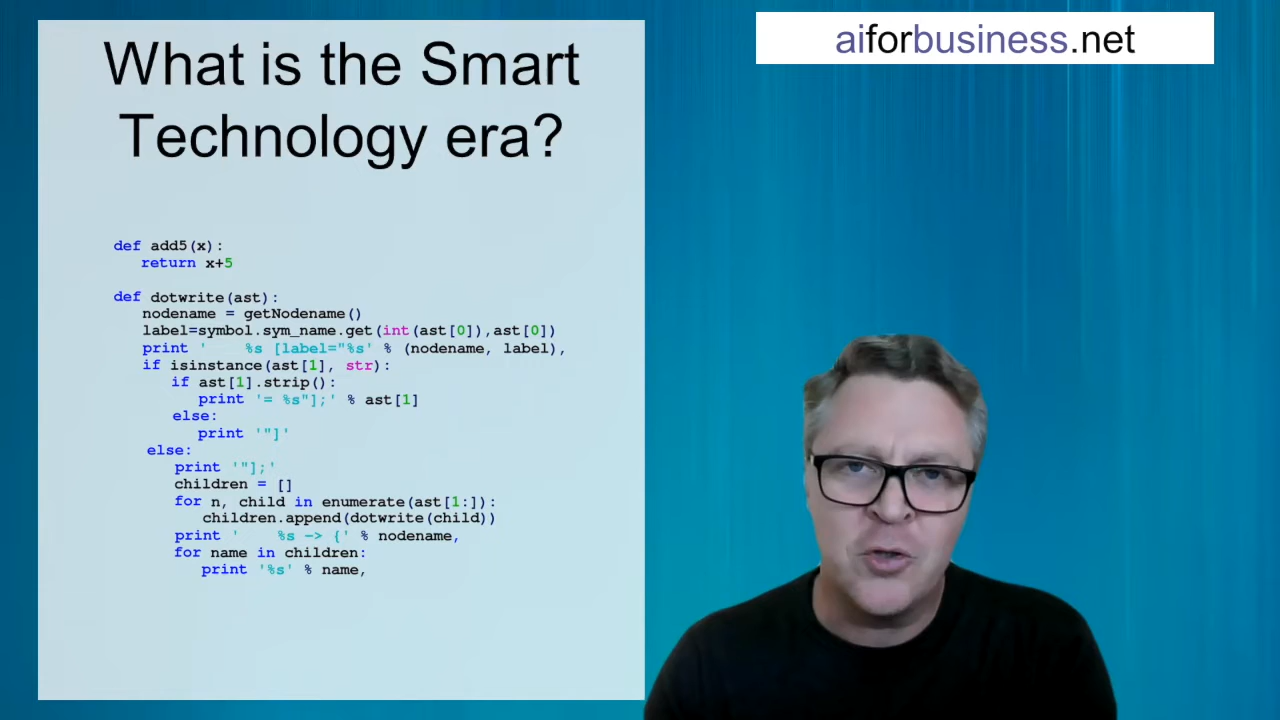 What is the Smart
Technology era?
aiforbusiness.net
def add5(x):
return x+5
def dotwrite(ast):
nodename = getNodename()
label=symbol.sym_name.get(int(ast[0]),ast[0])
print '    %s [label="%s' % (nodename, label),
if isinstance(ast[1], str):
if ast[1].strip():
print '= %s"];' % ast[1]
else:
print '"]'
else:
print '"];'
children = []
for n, child in enumerate(ast[1:]):
children.append(dotwrite(child))
print '    %s -> {' % nodename,
for name in children:
print '%s' % name,